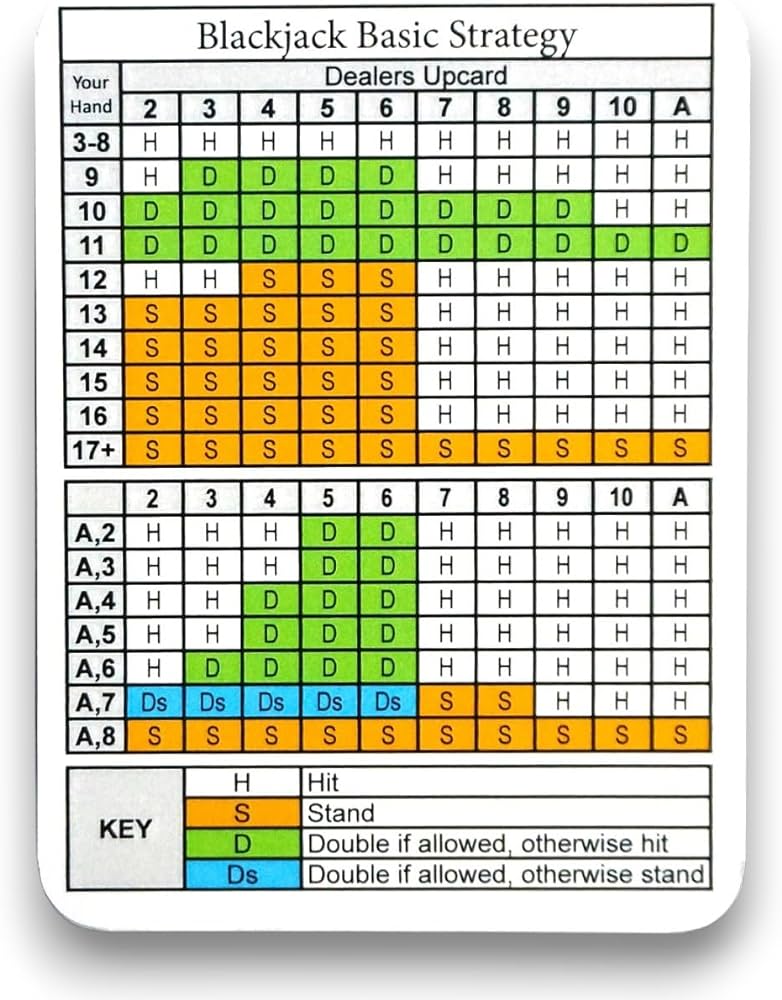 Blackjack Basic Strategy
Your Hand Dealers Upcard
2 3 4 5 6 7 8 9 10 A
3-8 H H H H H H H H H H
9 H D D D D H H H H H
10 D D D D D D D D H H
11 D D D D D D D D D D
12 H H S S S H H H H H
13 S S S S S H H H H H
14 S S S S S H H H H H
15 S S S S S H H H H H
16 S S S S S H H H H H
17+ S S S S S S S S S S
2 3 4 5 6 7 8 9 10 A
A,2 H H H D D H H H H H
A,3 H H H D D H H H H H
A,4 H H D D D H H H H H
A,5 H H D D D H H H H H
A,6 H D D D D H H H H H
A,7 Ds Ds Ds Ds Ds S S H H H
A,8 S S S S S S S S S S
KEY
H Hit
S Stand
D Double if allowed, otherwise hit
Ds Double if allowed, otherwise stand